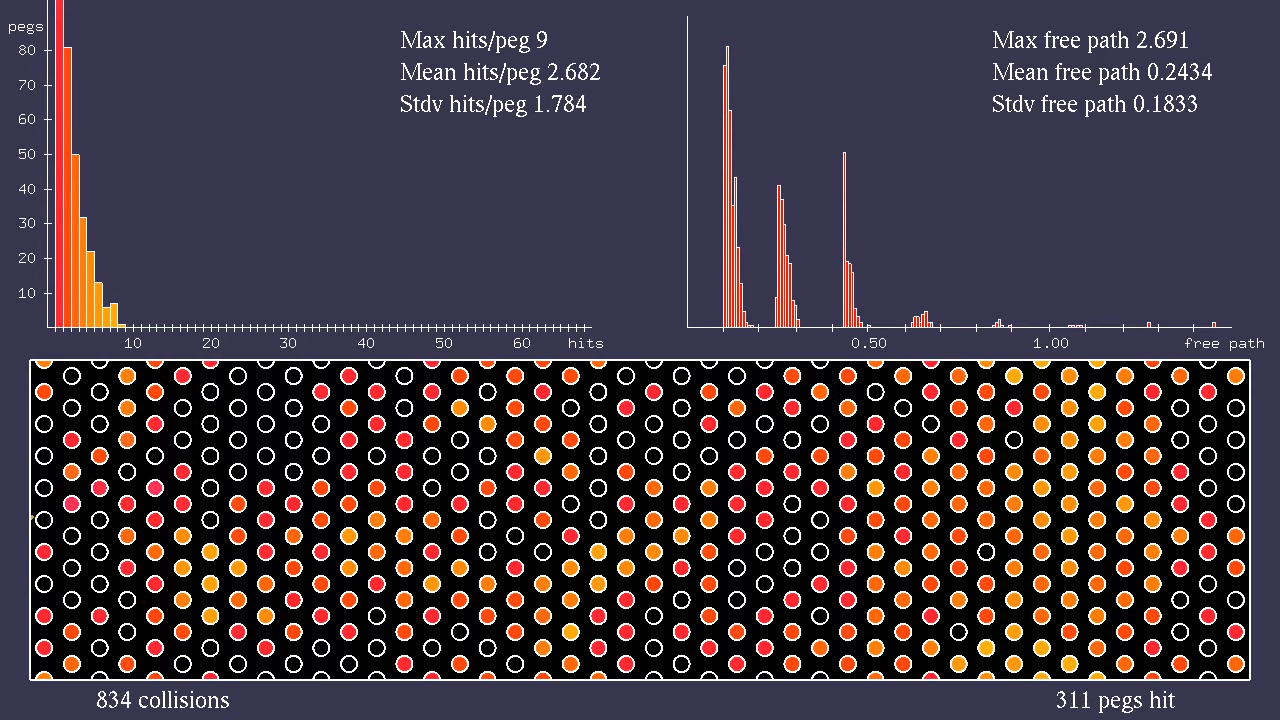 pegs
80
70
60
50
40
30
20
10
10 20 30 40 50 60 hits
Max hits/peg 9
Mean hits/peg 2.682
Stdv hits/peg 1.784
Max free path 2.691
Mean free path 0.2434
Stdv free path 0.1833
0.50 1.00 free path
834 collisions
311 pegs hit